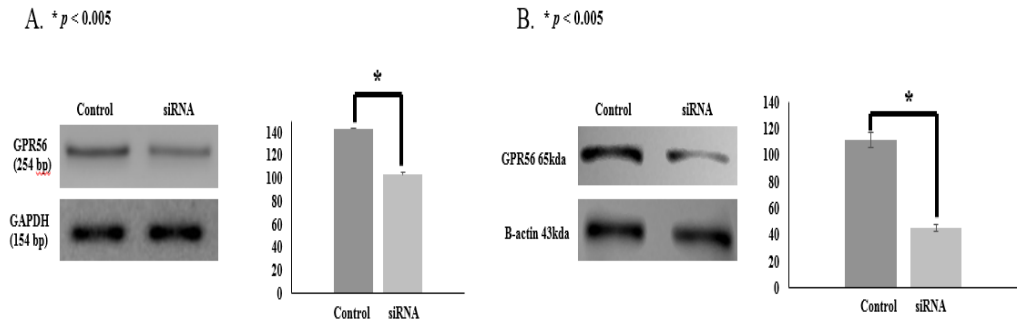 A. * p < 0.005
Control siRNA
GPR56
(254 bp)
GAPDH
(154 bp)
*
140
120
100
80
60
40
20
0
Control siRNA
B. * p < 0.005
Control siRNA
GPR56 65kda
B-actin 43kda
*
140
120
100
80
60
40
20
0
Control siRNA